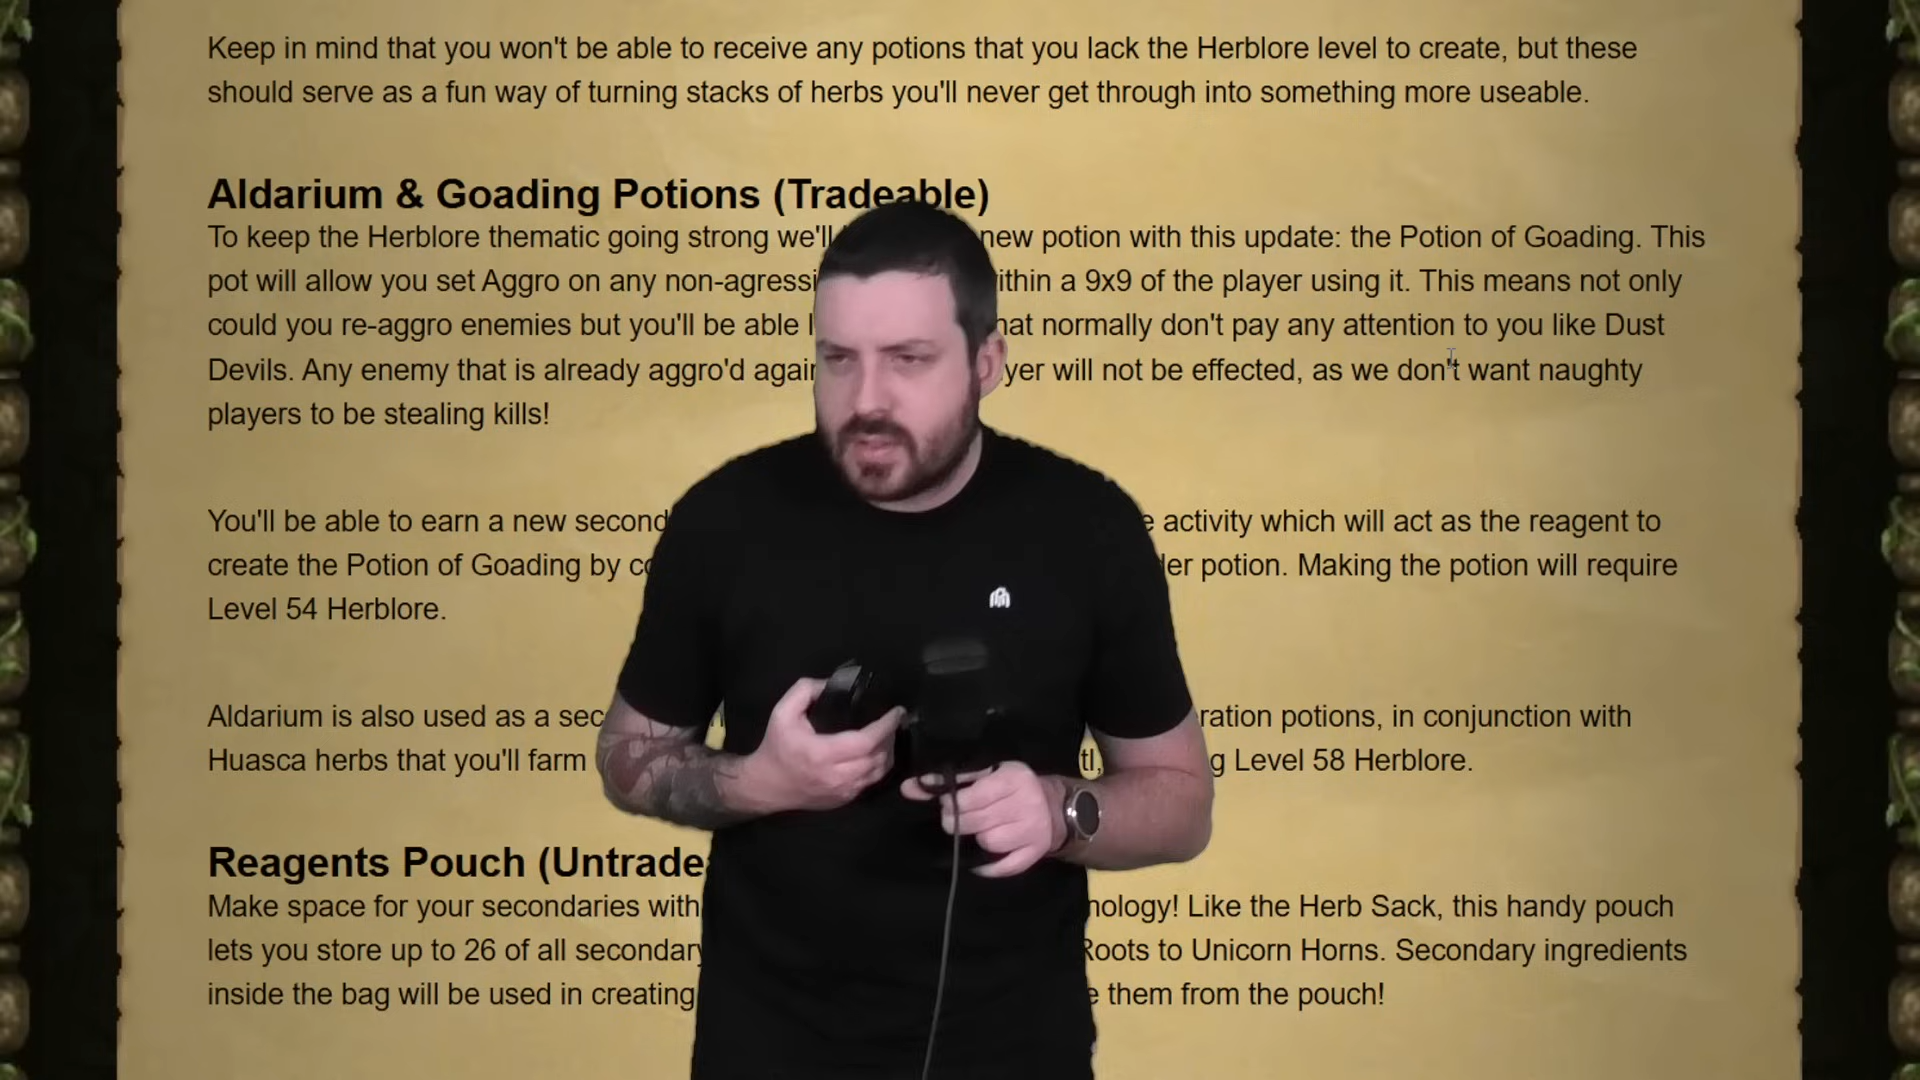 Keep in mind that you won't be able to receive any potions that you lack the Herblore level to create, but these
should serve as a fun way of turning stacks of herbs you'll never get through into something more useable.
Aldarium & Goading Potions (Tradeable)
To keep the Herblore thematic going strong we'll new potion with this update: the Potion of Goading. This
pot will allow you set Aggro on any non-agressi within a 9x9 of the player using it. This means not only
could you re-aggro enemies but you'll be able that normally don't pay any attention to you like Dust
Devils. Any enemy that is already aggro'd again will not be effected, as we don't want naughty
players to be stealing kills!
You'll be able to earn a new second activity which will act as the reagent to
create the Potion of Goading by potion. Making the potion will require
Level 54 Herblore.
Aldarium is also used as a sec potions, in conjunction with
Huasca herbs that you'll farm Level 58 Herblore.
Reagents Pouch (Untradea
Make space for your secondaries with Like the Herb Sack, this handy pouch
lets you store up to 26 of all secondary Roots to Unicorn Horns. Secondary ingredients
inside the bag will be used in creating them from the pouch!